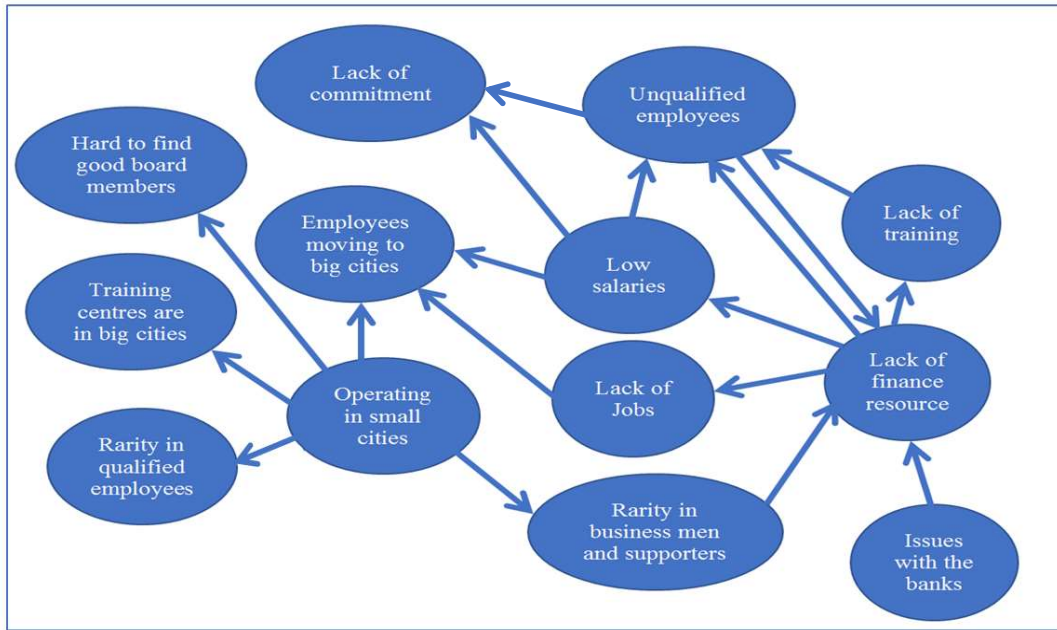 Lack of
commitment
Unqualified
employees
Hard to find
good board
members
Employees
moving to
big cities
Low
salaries
Lack of
training
Training
centres are
in big cities
Operating
in small
cities
Lack of
Jobs
Lack of
finance
resource
Rarity in
qualified
employees
Rarity in
business men
and supporters
Issues
with the
banks